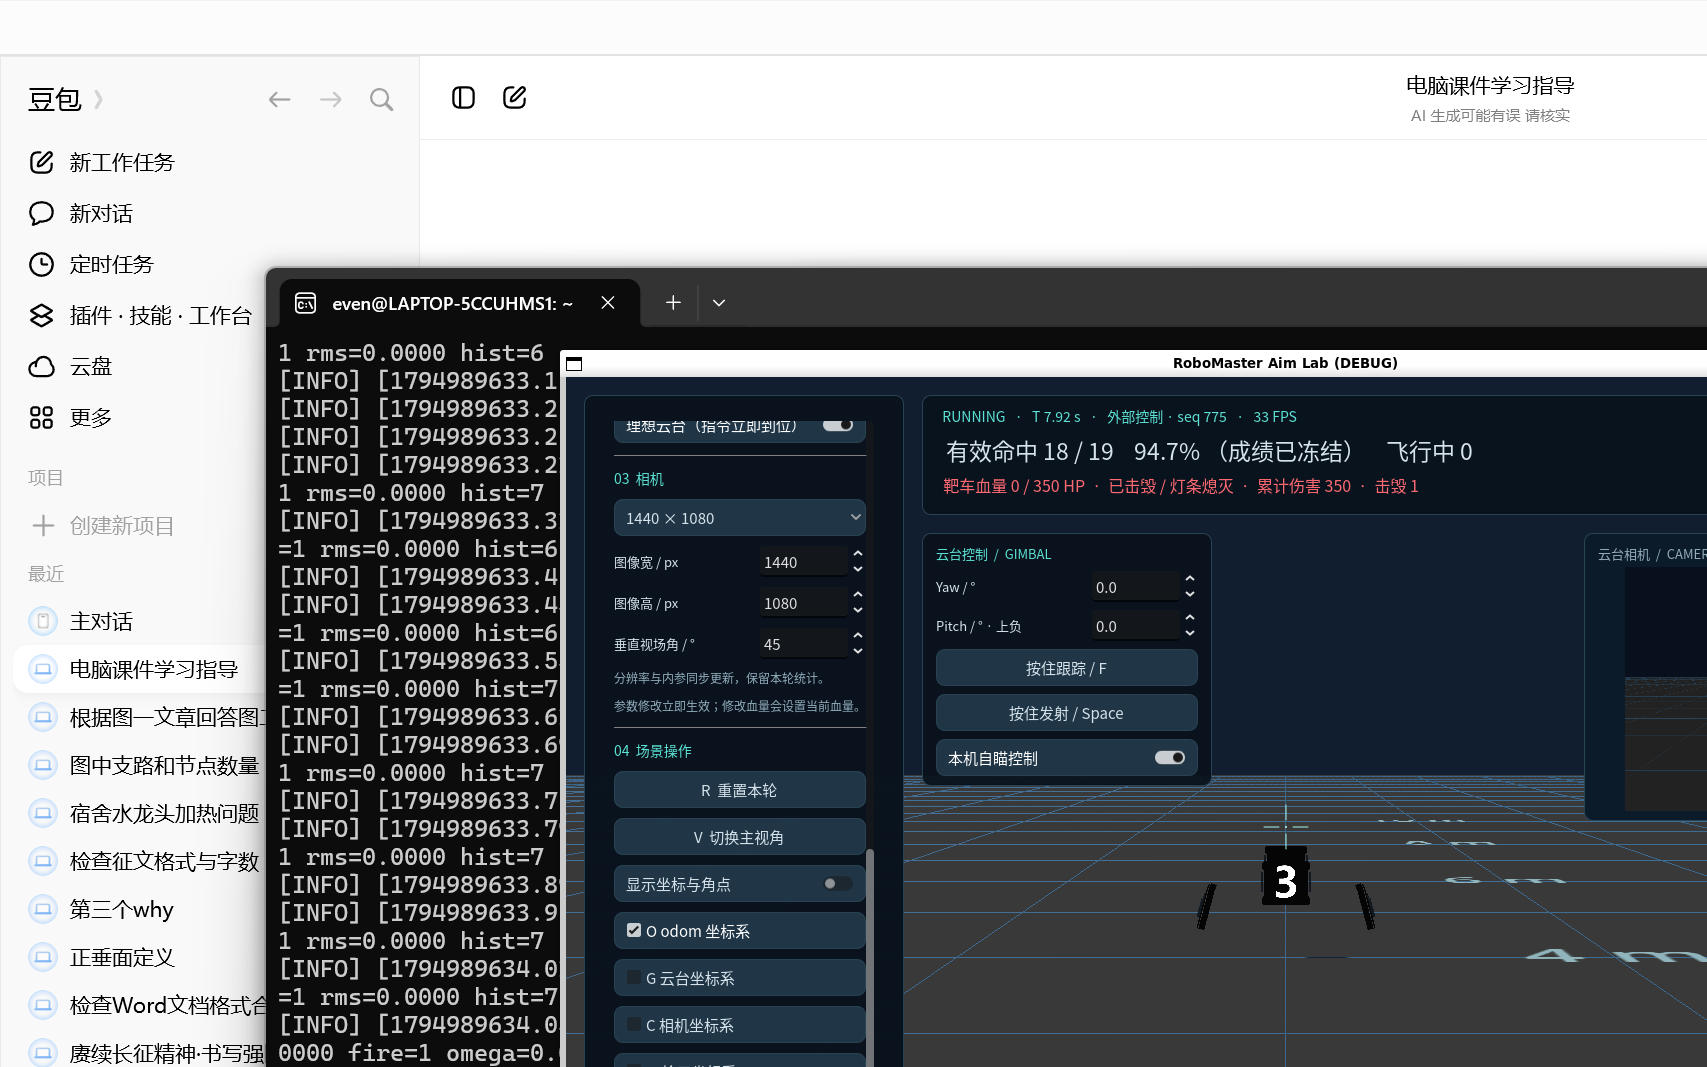 豆包
新工作任务
新对话
定时任务
插件 · 技能 · 工作台
云盘
更多
项目
创建新项目
最近
主对话
电脑课件学习指导
根据图一文章回答图
图中支路和节点数量
宿舍水龙头加热问题
检查征文格式与字数
第三个why
正垂面定义
检查Word文档格式合
赓续长征精神·书写强
电脑课件学习指导
AI 生成可能有误 请核实
even@LAPTOP-5CCUHMS1: ~
1 rms=0.0000 hist=6
[INFO] [1794989633.1
[INFO] [1794989633.2
[INFO] [1794989633.2
[INFO] [1794989633.2
1 rms=0.0000 hist=7
[INFO] [1794989633.3
=1 rms=0.0000 hist=6
[INFO] [1794989633.4
[INFO] [1794989633.4
=1 rms=0.0000 hist=6
[INFO] [1794989633.5
=1 rms=0.0000 hist=7
[INFO] [1794989633.6
[INFO] [1794989633.6
1 rms=0.0000 hist=7
[INFO] [1794989633.7
[INFO] [1794989633.7
1 rms=0.0000 hist=7
[INFO] [1794989633.8
[INFO] [1794989633.9
1 rms=0.0000 hist=7
[INFO] [1794989634.0
=1 rms=0.0000 hist=7
[INFO] [1794989634.0
0000 fire=1 omega=0.
RoboMaster Aim Lab (DEBUG)
理想云台（指令立即到位）
03 相机
1440 × 1080
图像宽 / px 1440
图像高 / px 1080
垂直视场角 / ° 45
分辨率与内参同步更新，保留本轮统计。
参数修改立即生效；修改血量会设置当前血量。
04 场景操作
R 重置本轮
V 切换主视角
显示坐标与角点
O odom 坐标系
G 云台坐标系
C 相机坐标系
RUNNING · T 7.92 s · 外部控制 · seq 775 · 33 FPS
有效命中 18 / 19 94.7% （成绩已冻结） 飞行中 0
靶车血量 0 / 350 HP · 已击毁 / 灯条熄灭 · 累计伤害 350 · 击毁 1
云台控制 / GIMBAL
Yaw / ° 0.0
Pitch / ° · 上负 0.0
按住跟踪 / F
按住发射 / Space
本机自瞄控制
云台相机 / CAMER
3
6 m
4 m